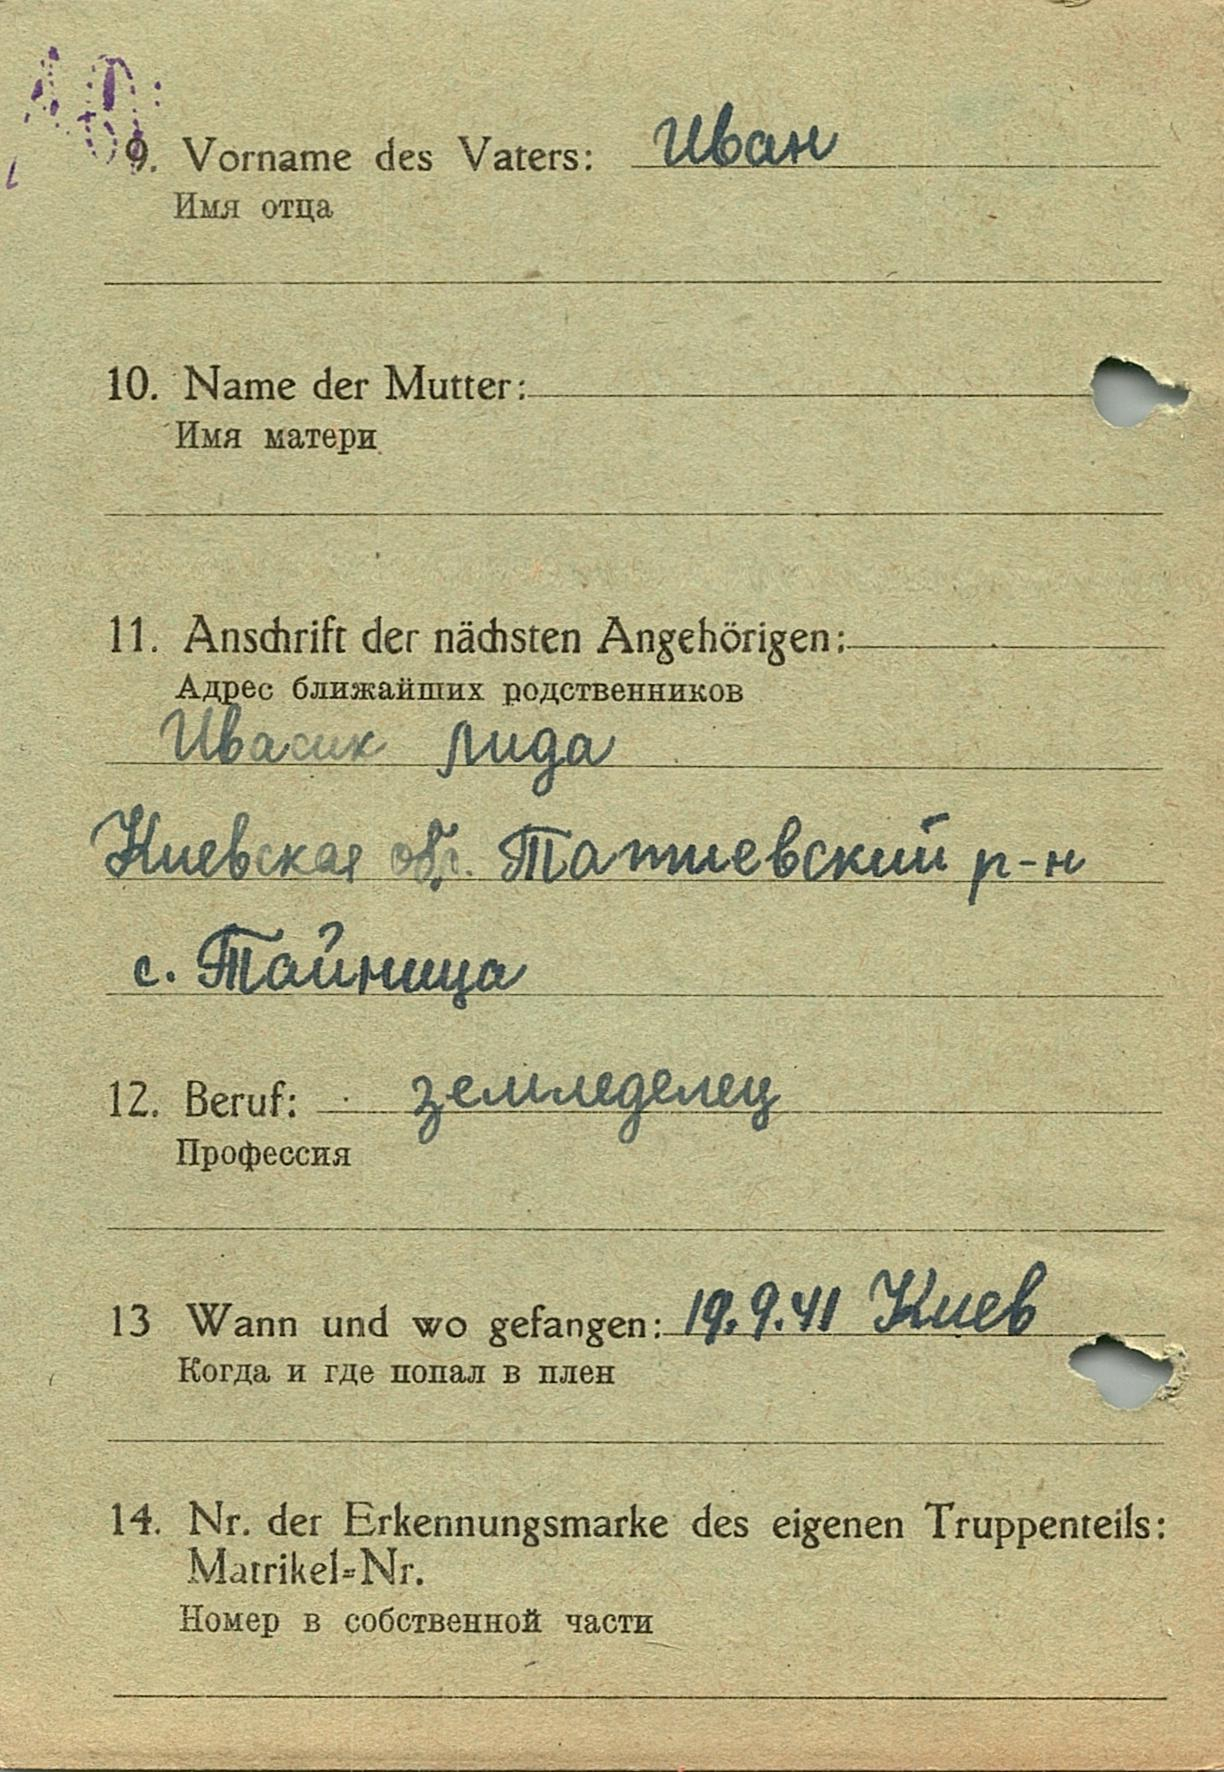 9. Vorname des Vaters: Иван
Имя отца
10. Name der Mutter:
Имя матери
11. Anschrift der nächsten Angehörigen:
Адрес ближайших родственников
Ивасик Лида
Киевская обл. Татиевский р-н
с. Тайница
12. Beruf: земледелец
Профессия
13 Wann und wo gefangen: 19.9.41 Киев
Когда и где попал в плен
14. Nr. der Erkennungsmarke des eigenen Truppenteils:
Matrikel=Nr.
Номер в собственной части